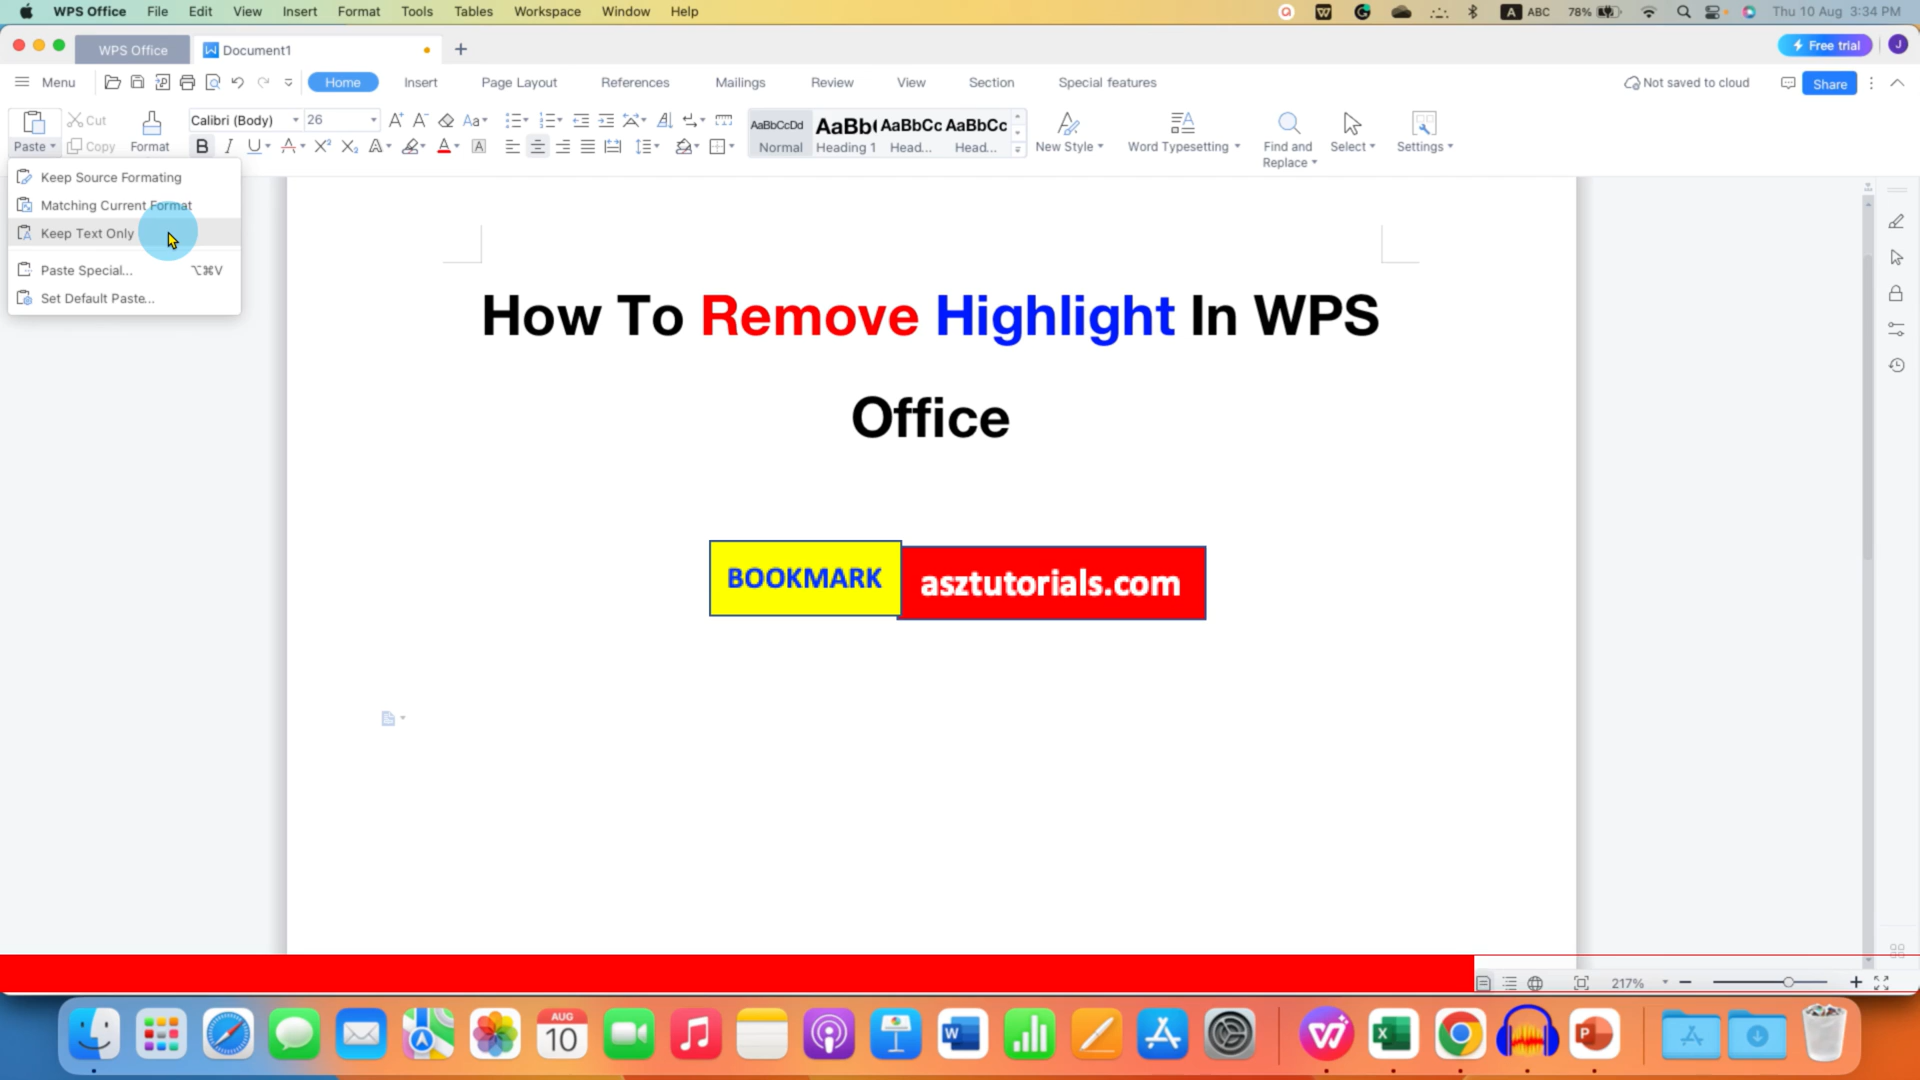 WPS Office File Edit View Insert Format Tools Tables Workspace Window Help A ABC 78% Thu 10 Aug 3:34 PM
WPS Office Document1 + Free trial J
Menu Home Insert Page Layout References Mailings Review View Section Special features Not saved to cloud Share
Cut Calibri (Body) 26 A+ A- Aa AaBbCcDd AaBb( AaBbCc AaBbCc
Paste Copy Format B I U A X² X₂ A A A Normal Heading 1 Head... Head... New Style Word Typesetting Find and Replace Select Settings
Keep Source Formating
Matching Current Format
Keep Text Only
Paste Special... ⌥⌘V
Set Default Paste...
How To Remove Highlight In WPS
Office
BOOKMARK asztutorials.com
217%
AUG
10